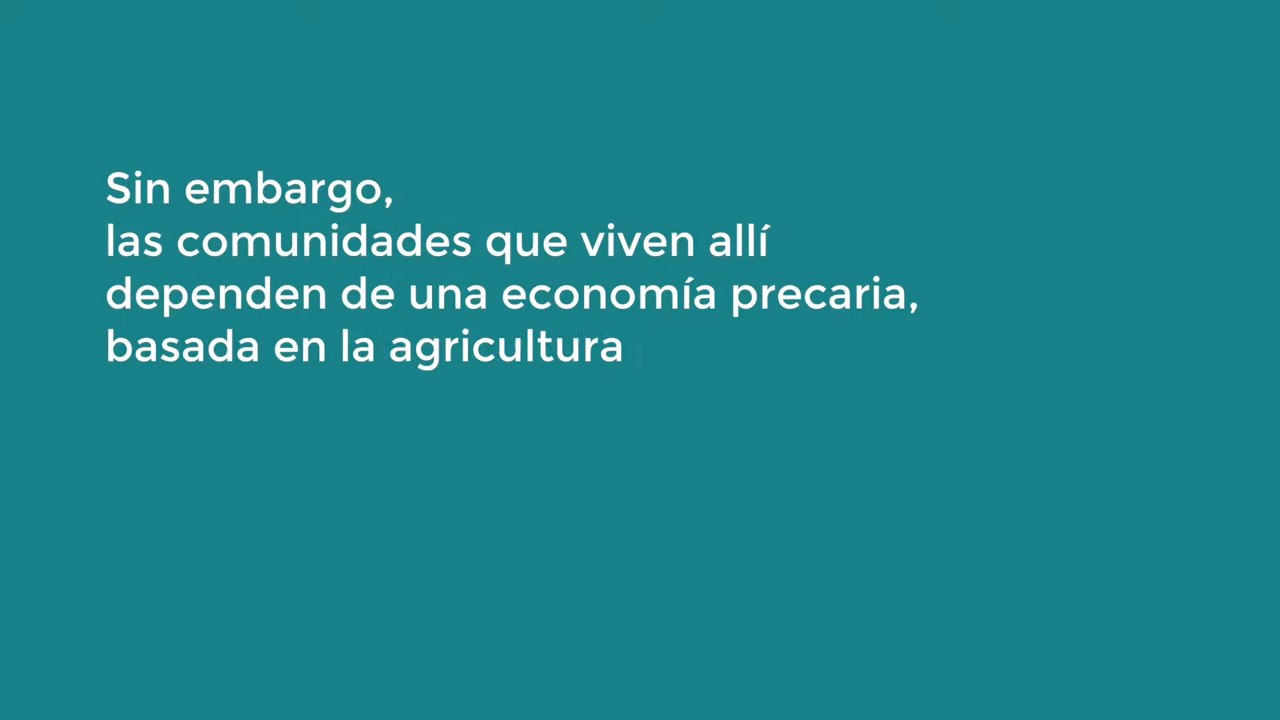 Sin embargo,
las comunidades que viven allí
dependen de una economía precaria,
basada en la agricultura